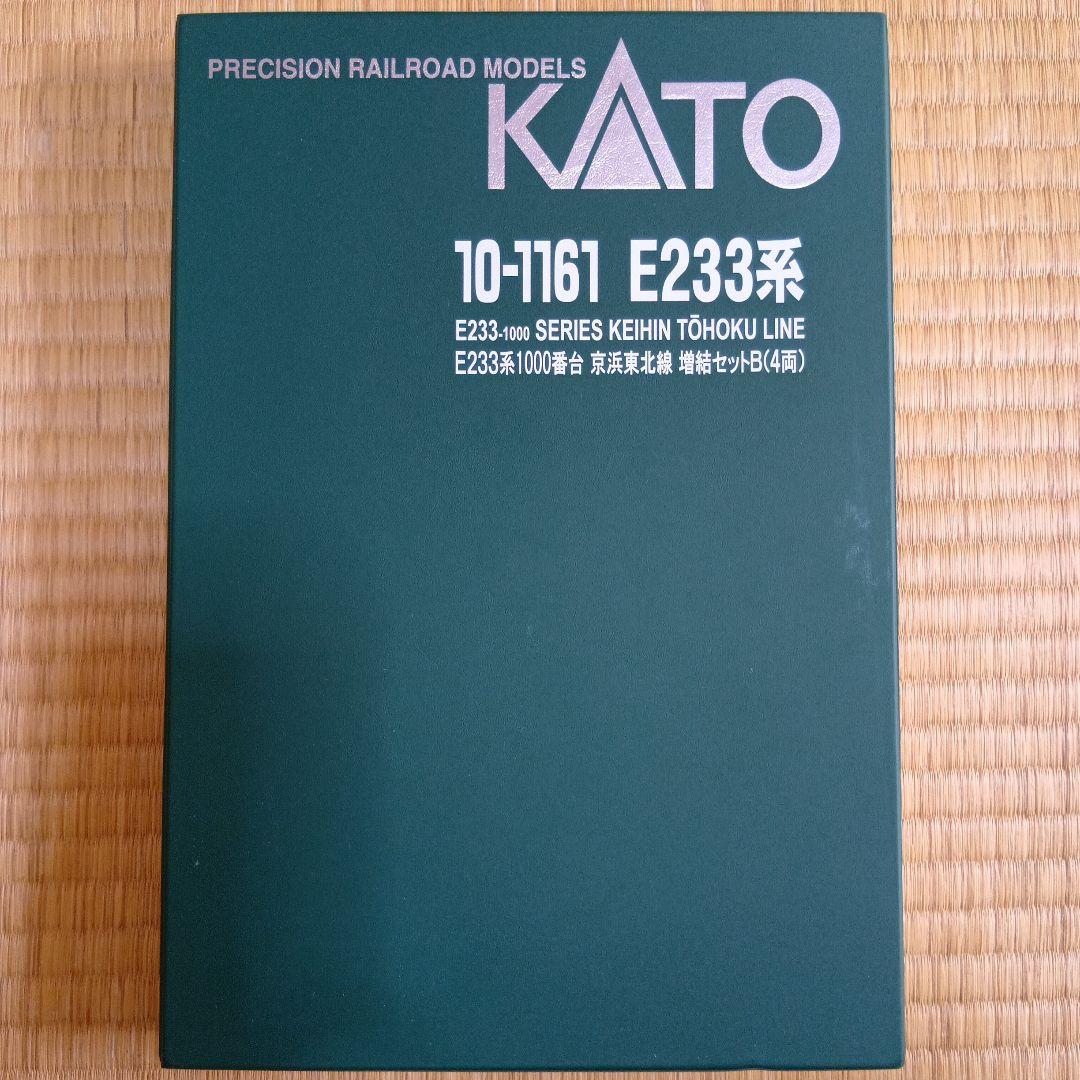 PRECISION RAILROAD MODELS
KATO
10-1161 E233系
E233-1000 SERIES KEIHIN TŌHOKU LINE
E233系1000番台 京浜東北線 増結セットB(4両)